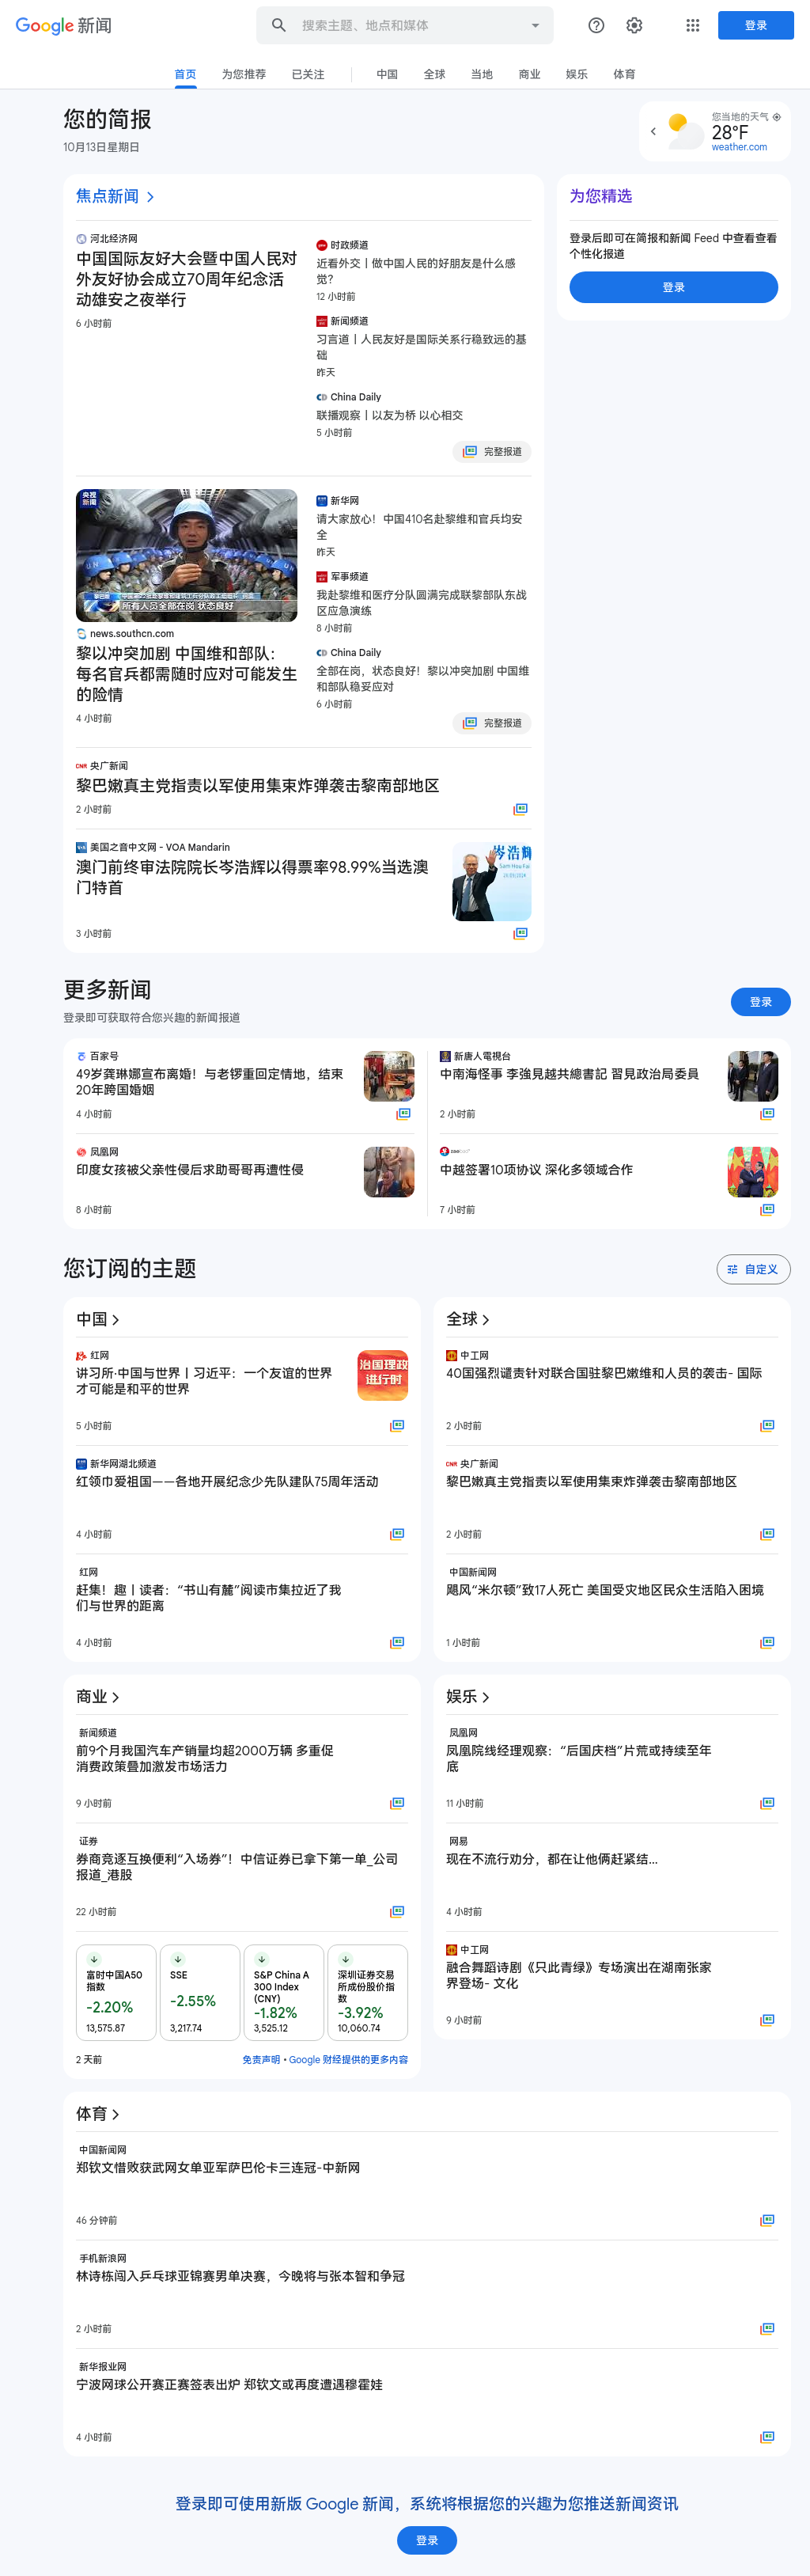 Google 新闻
搜索主题、地点和媒体
登录
首页
为您推荐
已关注
中国
全球
当地
商业
娱乐
体育
您的简报
10月13日星期日
您当地的天气
28°F
weather.com
焦点新闻
河北经济网
中国国际友好大会暨中国人民对
外友好协会成立70周年纪念活
动雄安之夜举行
6 小时前
时政频道
近看外交丨做中国人民的好朋友是什么感
觉？
12 小时前
新闻频道
习言道丨人民友好是国际关系行稳致远的基
础
昨天
China Daily
联播观察丨以友为桥 以心相交
5 小时前
完整报道
为您精选
登录后即可在简报和新闻 Feed 中查看查看
个性化报道
登录
央视
新闻
所有人员全部在岗 状态良好
news.southcn.com
黎以冲突加剧 中国维和部队：
每名官兵都需随时应对可能发生
的险情
4 小时前
新华网
请大家放心！中国410名赴黎维和官兵均安
全
昨天
军事频道
我赴黎维和医疗分队圆满完成联黎部队东战
区应急演练
8 小时前
China Daily
全部在岗，状态良好！黎以冲突加剧 中国维
和部队稳妥应对
6 小时前
完整报道
CNR 央广新闻
黎巴嫩真主党指责以军使用集束炸弹袭击黎南部地区
2 小时前
美国之音中文网 - VOA Mandarin
澳门前终审法院院长岑浩辉以得票率98.99%当选澳
门特首
3 小时前
岑浩辉
更多新闻
登录即可获取符合您兴趣的新闻报道
登录
百家号
49岁龚琳娜宣布离婚！与老锣重回定情地，结束
20年跨国婚姻
4 小时前
新唐人電視台
中南海怪事 李強見越共總書記 習見政治局委員
2 小时前
凤凰网
印度女孩被父亲性侵后求助哥哥再遭性侵
8 小时前
中越签署10项协议 深化多领域合作
7 小时前
您订阅的主题
自定义
中国
红网
讲习所·中国与世界丨习近平：一个友谊的世界
才可能是和平的世界
治国理政
进行时
5 小时前
新华网湖北频道
红领巾爱祖国——各地开展纪念少先队建队75周年活动
4 小时前
红网
赶集！趣丨读者：“书山有麓”阅读市集拉近了我
们与世界的距离
4 小时前
全球
中工网
40国强烈谴责针对联合国驻黎巴嫩维和人员的袭击- 国际
2 小时前
CNR 央广新闻
黎巴嫩真主党指责以军使用集束炸弹袭击黎南部地区
2 小时前
中国新闻网
飓风“米尔顿”致17人死亡 美国受灾地区民众生活陷入困境
1 小时前
商业
新闻频道
前9个月我国汽车产销量均超2000万辆 多重促
消费政策叠加激发市场活力
9 小时前
证券
券商竞逐互换便利“入场券”！中信证券已拿下第一单_公司
报道_港股
22 小时前
富时中国A50
指数
-2.20%
13,575.87
SSE
-2.55%
3,217.74
S&P China A
300 Index
(CNY)
-1.82%
3,525.12
深圳证券交易
所成份股价指
数
-3.92%
10,060.74
2 天前
免责声明 • Google 财经提供的更多内容
娱乐
凤凰网
凤凰院线经理观察：“后国庆档”片荒或持续至年
底
11 小时前
网易
现在不流行劝分，都在让他俩赶紧结...
4 小时前
中工网
融合舞蹈诗剧《只此青绿》专场演出在湖南张家
界登场- 文化
9 小时前
体育
中国新闻网
郑钦文惜败获武网女单亚军萨巴伦卡三连冠-中新网
46 分钟前
手机新浪网
林诗栋闯入乒乓球亚锦赛男单决赛，今晚将与张本智和争冠
2 小时前
新华报业网
宁波网球公开赛正赛签表出炉 郑钦文或再度遭遇穆霍娃
4 小时前
登录即可使用新版 Google 新闻，系统将根据您的兴趣为您推送新闻资讯
登录